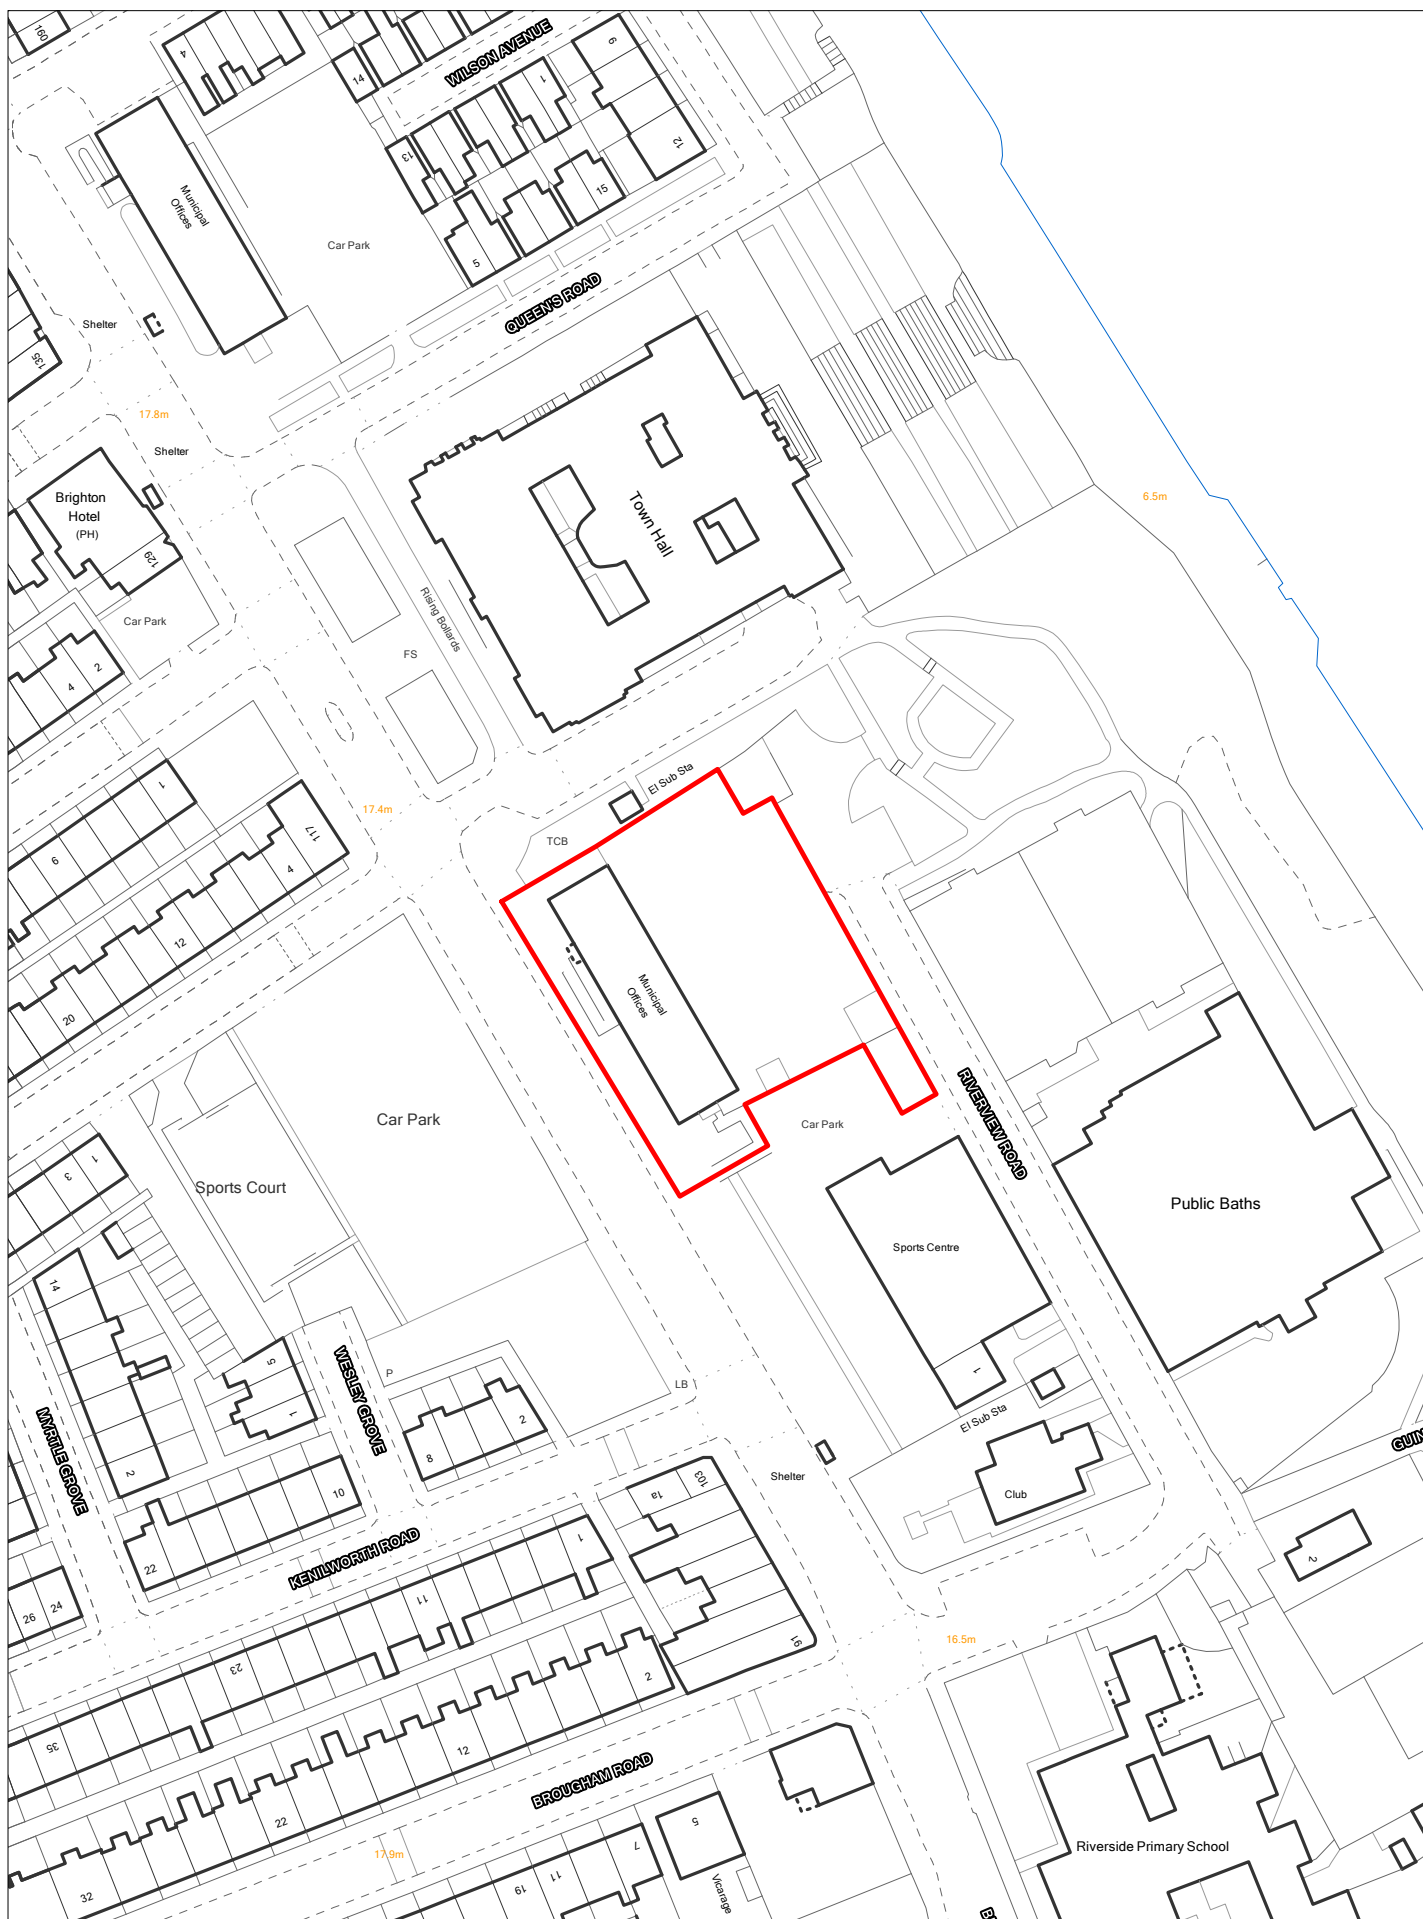 160
4
14
WILSON AVENUE
1
9
12
13
15
5
Municipal
Offices
Car Park
QUEEN'S ROAD
Shelter
135
17.8m
Shelter
Brighton
Hotel
(PH)
129
Car Park
2
4
Town Hall
Rising Bollards
FS
6.5m
El Sub Sta
TCB
17.4m
1
9
117
4
12
20
Municipal
Offices
Car Park
Car Park
Sports Court
RIVERVIEW ROAD
Public Baths
Sports Centre
1
El Sub Sta
Club
1
3
14
2
5
1
WESLEY GROVE
P
LB
2
8
MYRTLE GROVE
10
22
26
24
KENILWORTH ROAD
103
1a
Shelter
1
11
23
35
91
2
12
22
32
16.5m
2
BROUGHAM ROAD
17.9m
5
7
11
19
Vicarage
Riverside Primary School